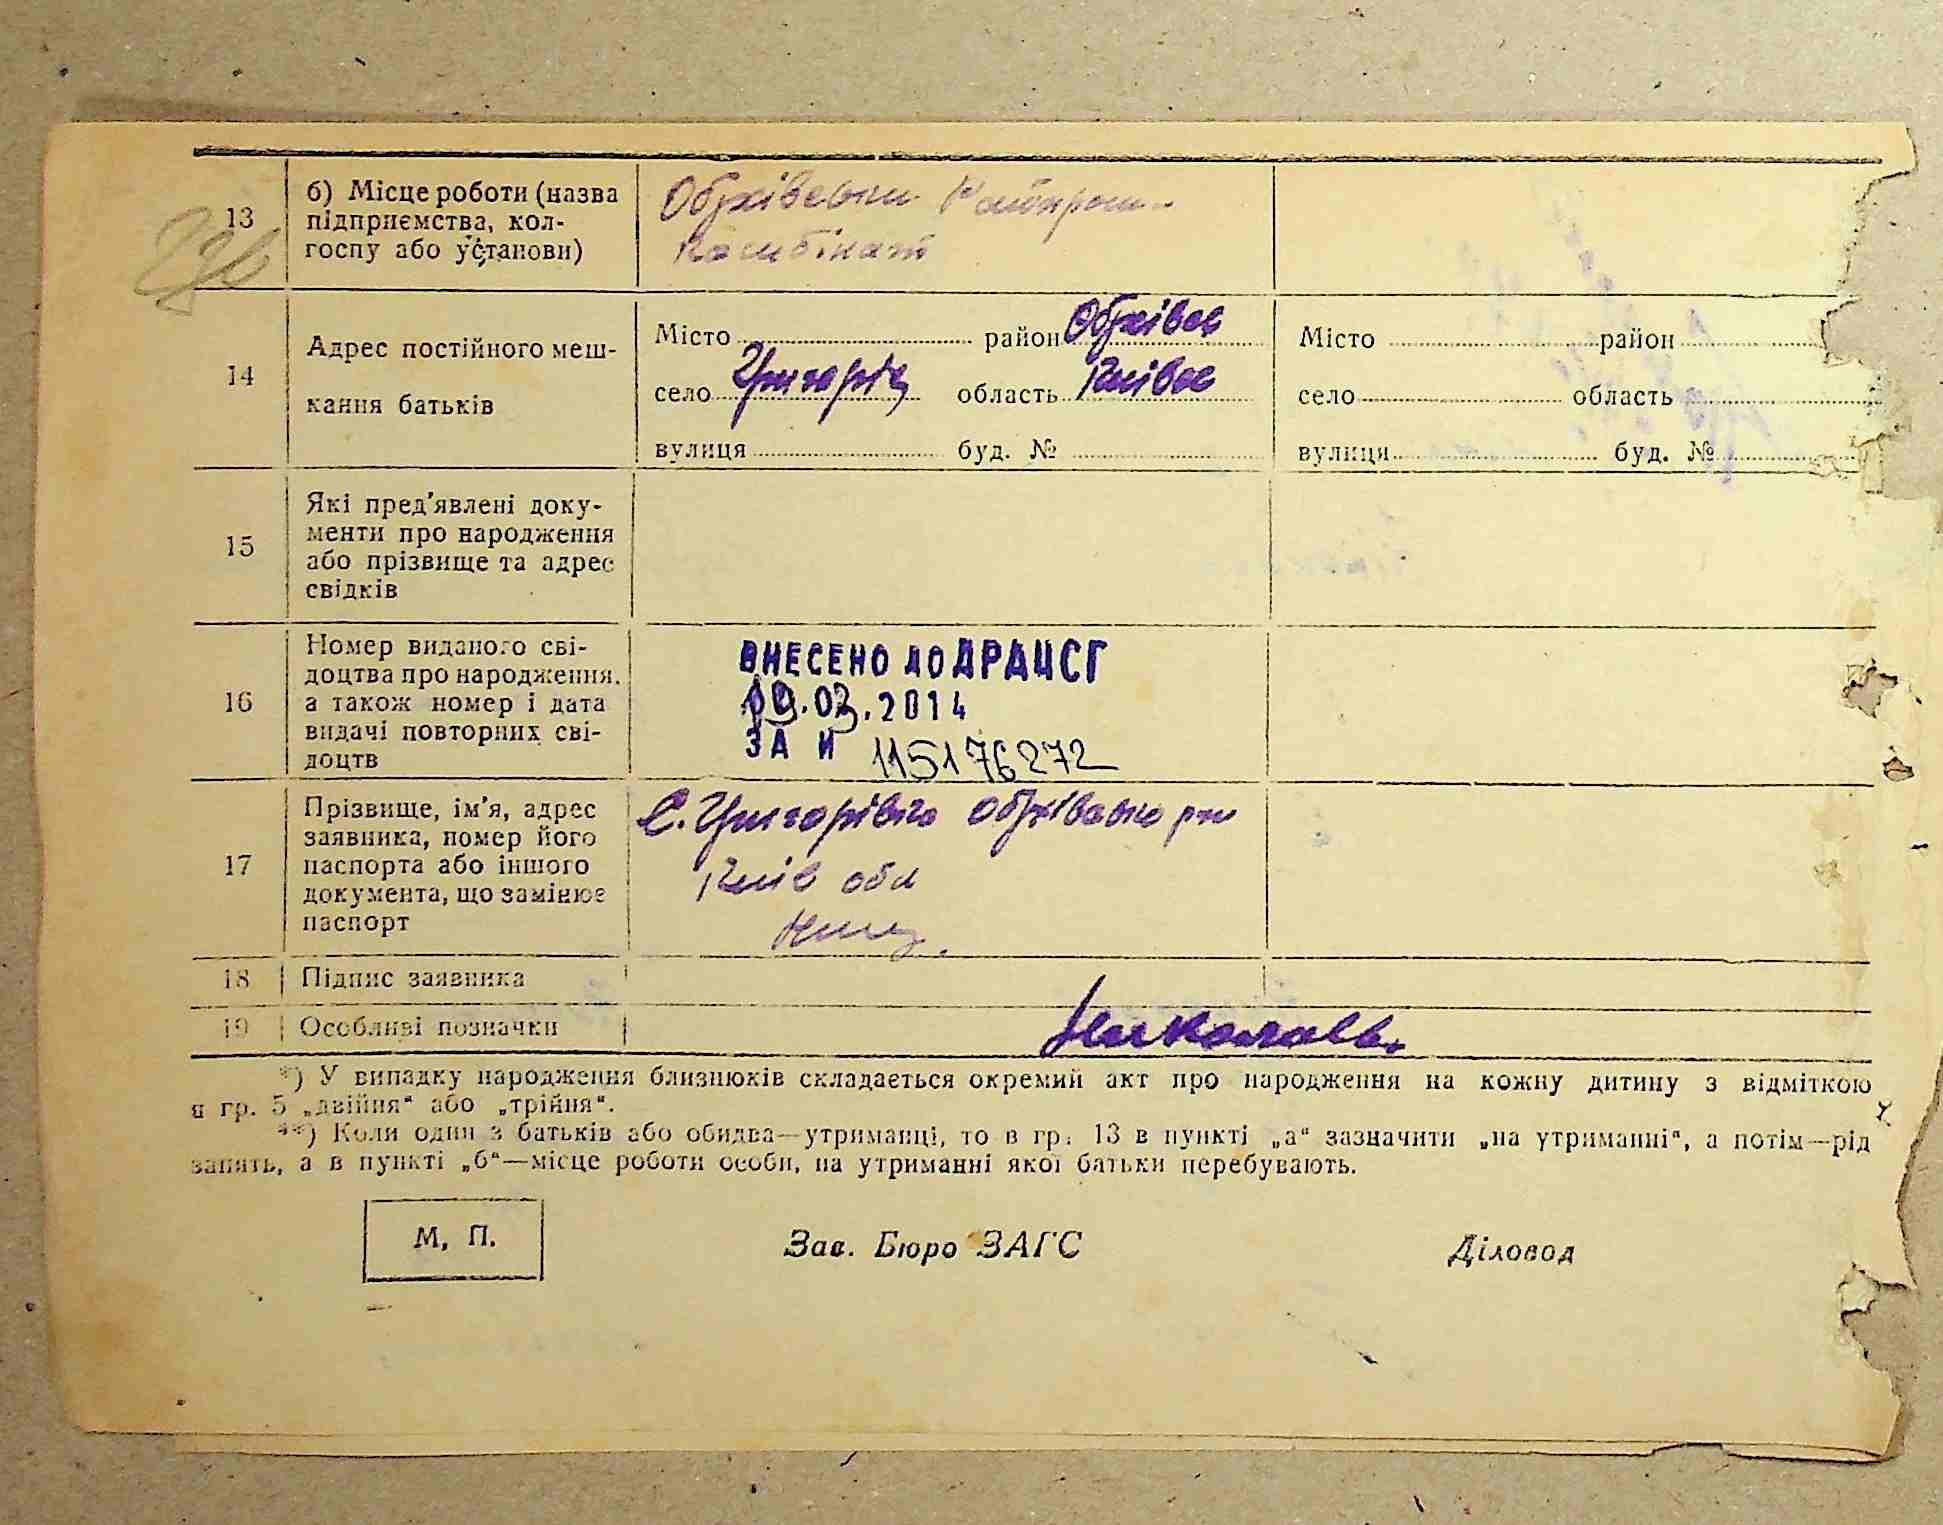 13
б) Місце роботи (назва
підприємства, кол-
госпу або установи)
Обухівський Райпром-
комбінат
14
Адрес постійного меш-
кання батьків
Місто район Обухівс
село Григорів область Київс
вулиця буд. №
Місто район
село область
вулиця буд. №
15
Які пред'явлені доку-
менти про народження
або прізвище та адрес
свідків
16
Номер виданого сві-
доцтва про народження,
а також номер і дата
видачі повторних сві-
доцтв
ВНЕСЕНО ДО ДРАЦСГ
19.03.2014
ЗА И 115176272
17
Прізвище, ім'я, адрес
заявника, номер його
паспорта або іншого
документа, що замінює
паспорт
с. Григорівка Обухівсько рн
Київ обл
18
Підпис заявника
19
Особливі позначки
*) У випадку народження близнюків складається окремий акт про народження на кожну дитину з відміткою
в гр. 5 „двійня“ або „трійня“.
**) Коли один з батьків або обидва—утриманці, то в гр. 13 в пункті „а“ зазначити „на утриманні“, а потім—рід
занять, а в пункті „б“—місце роботи особи, на утриманні якої батьки перебувають.
М. П.
Зав. Бюро ЗАГС
Діловод